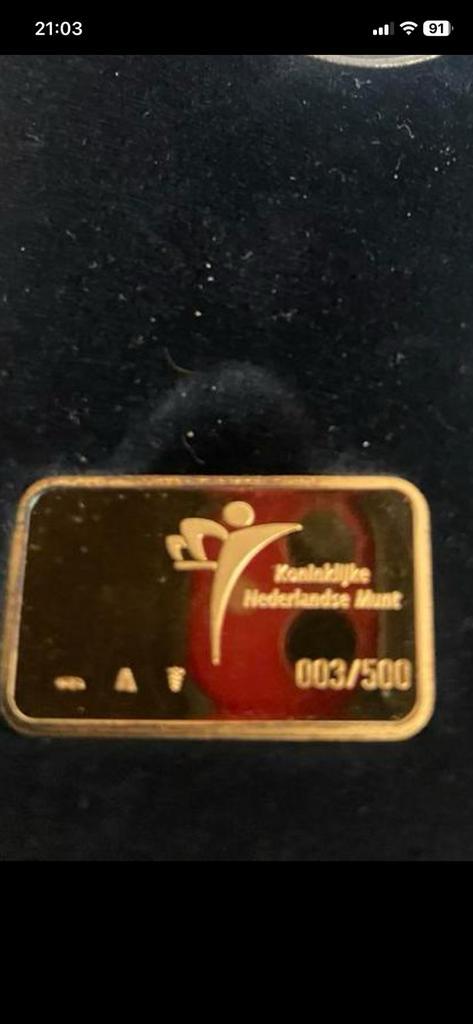 21:03
91
Koninklijke
Nederlandse Munt
003/500